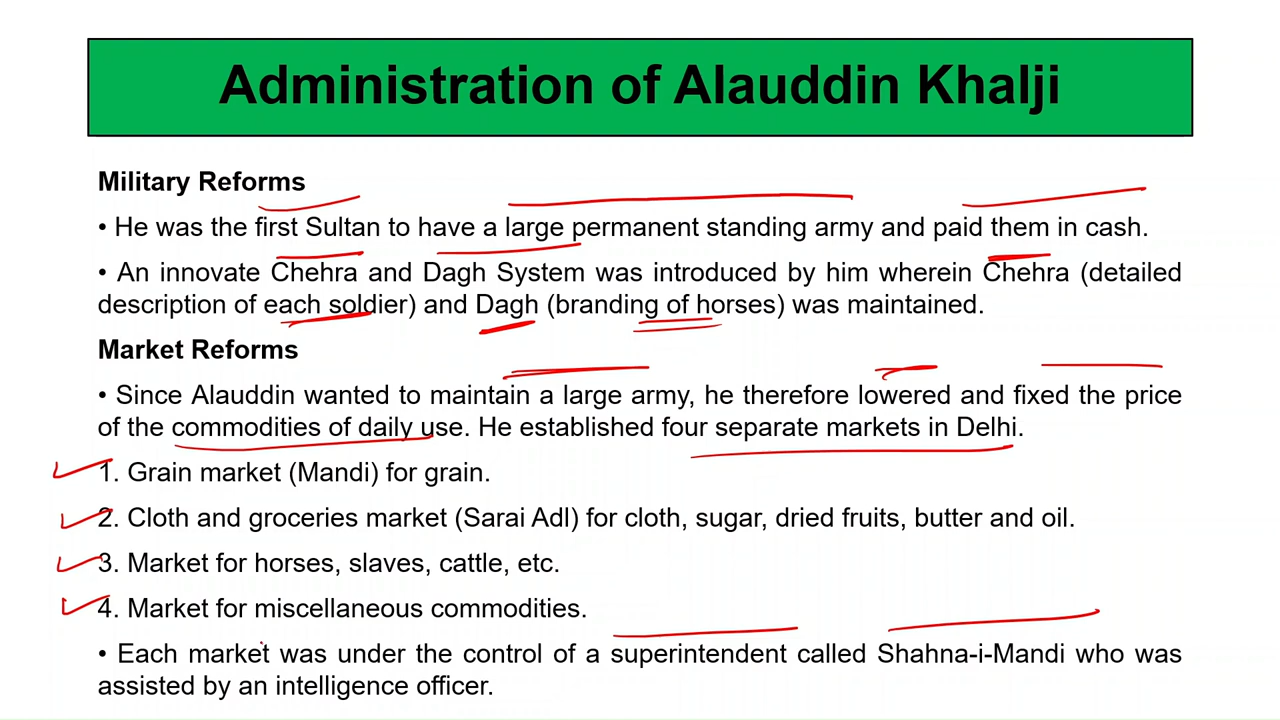 Administration of Alauddin Khalji
Military Reforms
• He was the first Sultan to have a large permanent standing army and paid them in cash.
• An innovate Chehra and Dagh System was introduced by him wherein Chehra (detailed
description of each soldier) and Dagh (branding of horses) was maintained.
Market Reforms
• Since Alauddin wanted to maintain a large army, he therefore lowered and fixed the price
of the commodities of daily use. He established four separate markets in Delhi.
1. Grain market (Mandi) for grain.
2. Cloth and groceries market (Sarai Adl) for cloth, sugar, dried fruits, butter and oil.
3. Market for horses, slaves, cattle, etc.
4. Market for miscellaneous commodities.
• Each market was under the control of a superintendent called Shahna-i-Mandi who was
assisted by an intelligence officer.